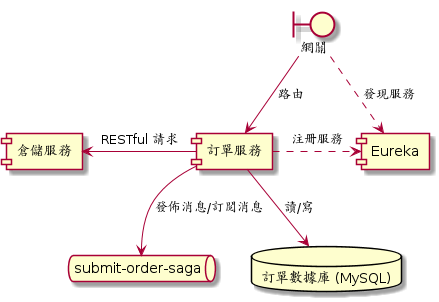 網關
路由
發現服務
倉儲服務
RESTful 請求
訂單服務
注冊服務
Eureka
發佈消息/訂閱消息
讀/寫
submit-order-saga
訂單數據庫 (MySQL)